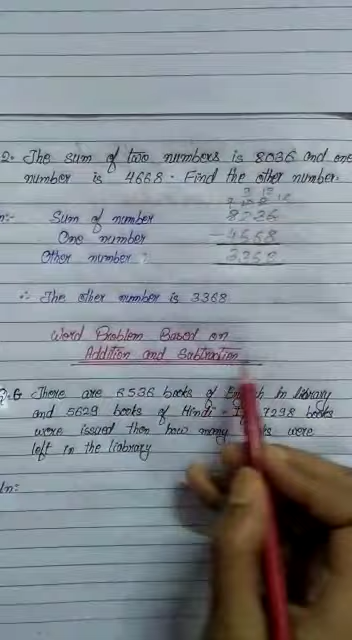 2. The sum of two numbers is 8036 and one
number is 4668. Find the other number.
Sum of number 8036
One number - 4668
Other number : 3368
∴ The other number is 3368
Word Problem Based on
Addition and Subtraction
There are 6536 books of English in library
and 5629 books of Hindi. If 7298 books
were issued then how many were
left in the liabrary
ln: